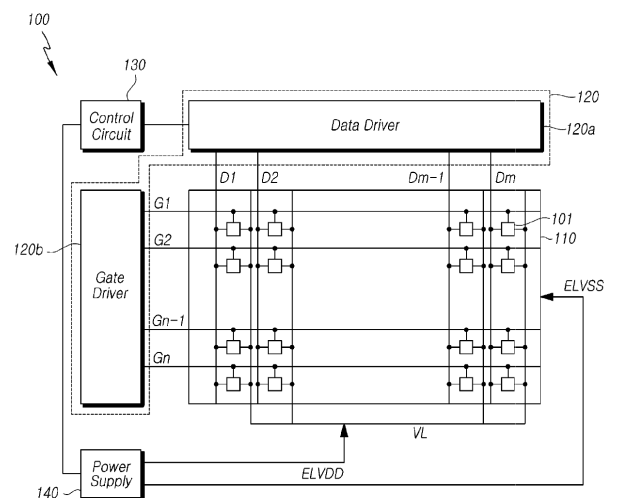 100
130
120
Control
Circuit
Data Driver
120a
D1
D2
Dm-1
Dm
G1
101
110
G2
120b
Gate
Driver
ELVSS
Gn-1
Gn
VL
Power
Supply
ELVDD
140